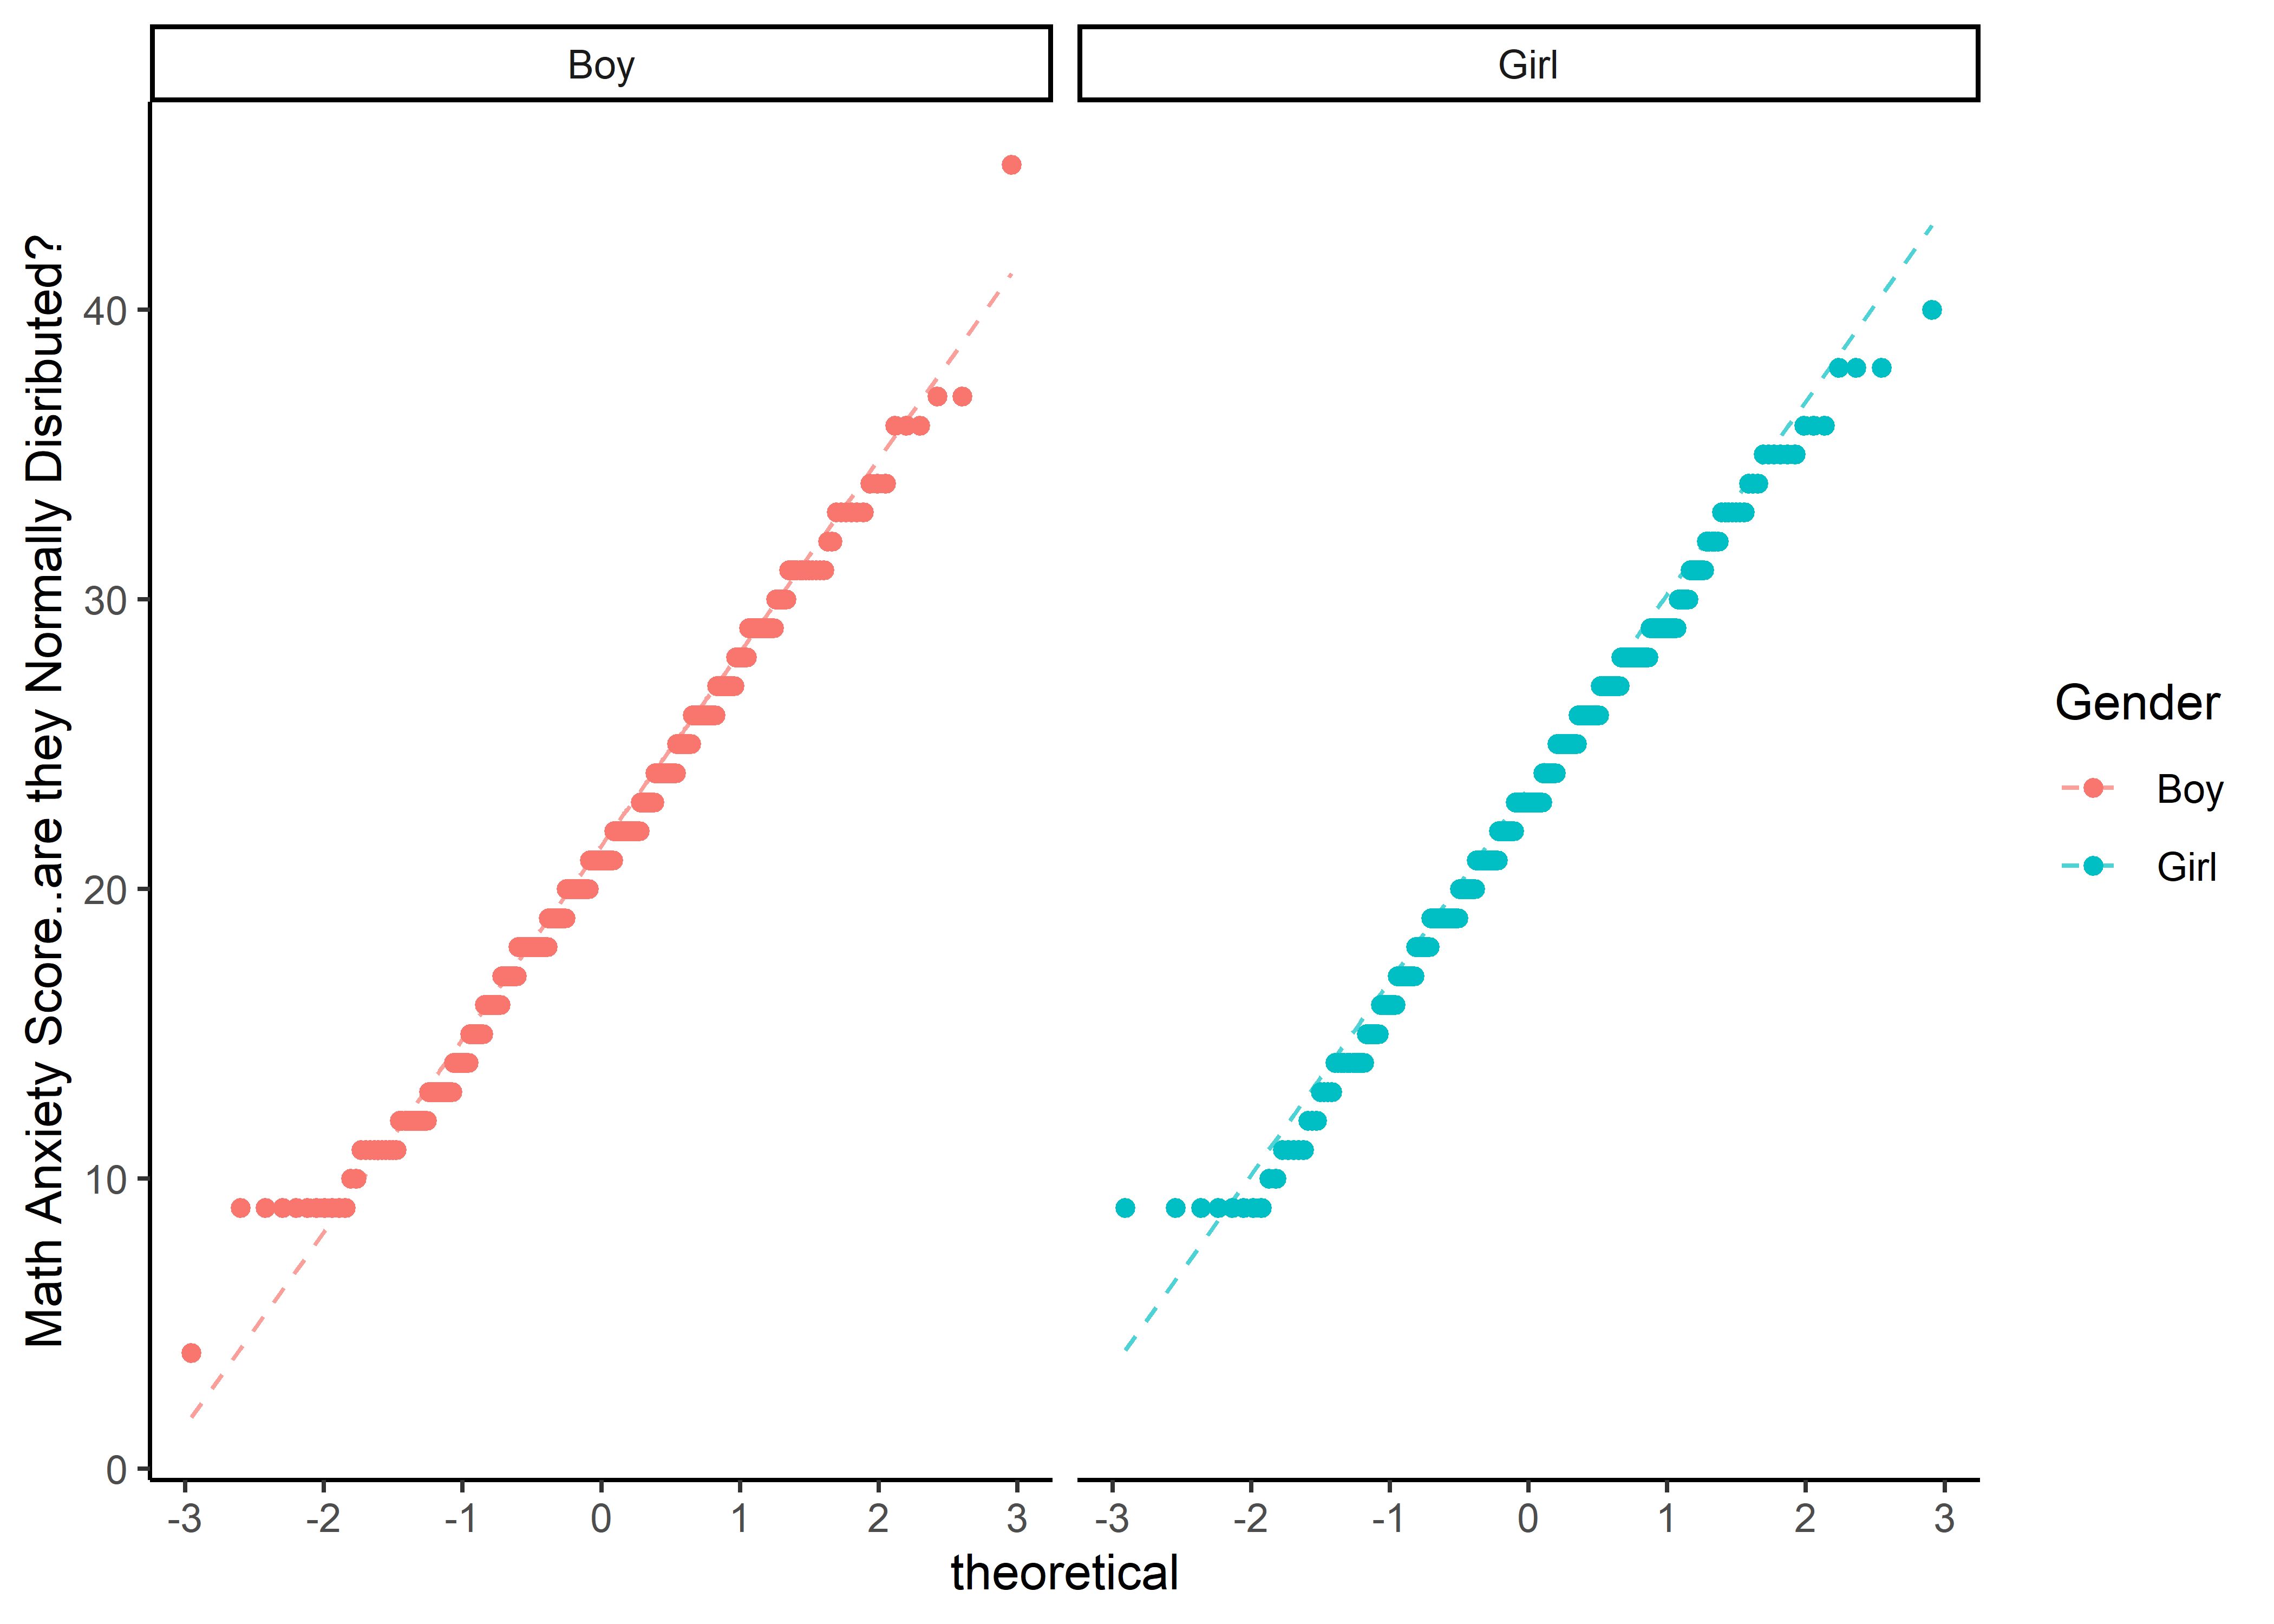 Boy
Girl
Math Anxiety Score...are they Normally Disributed?
40
30
20
10
0
-3
-2
-1
0
1
2
3
-3
-2
-1
0
1
2
3
theoretical
Gender
Boy
Girl